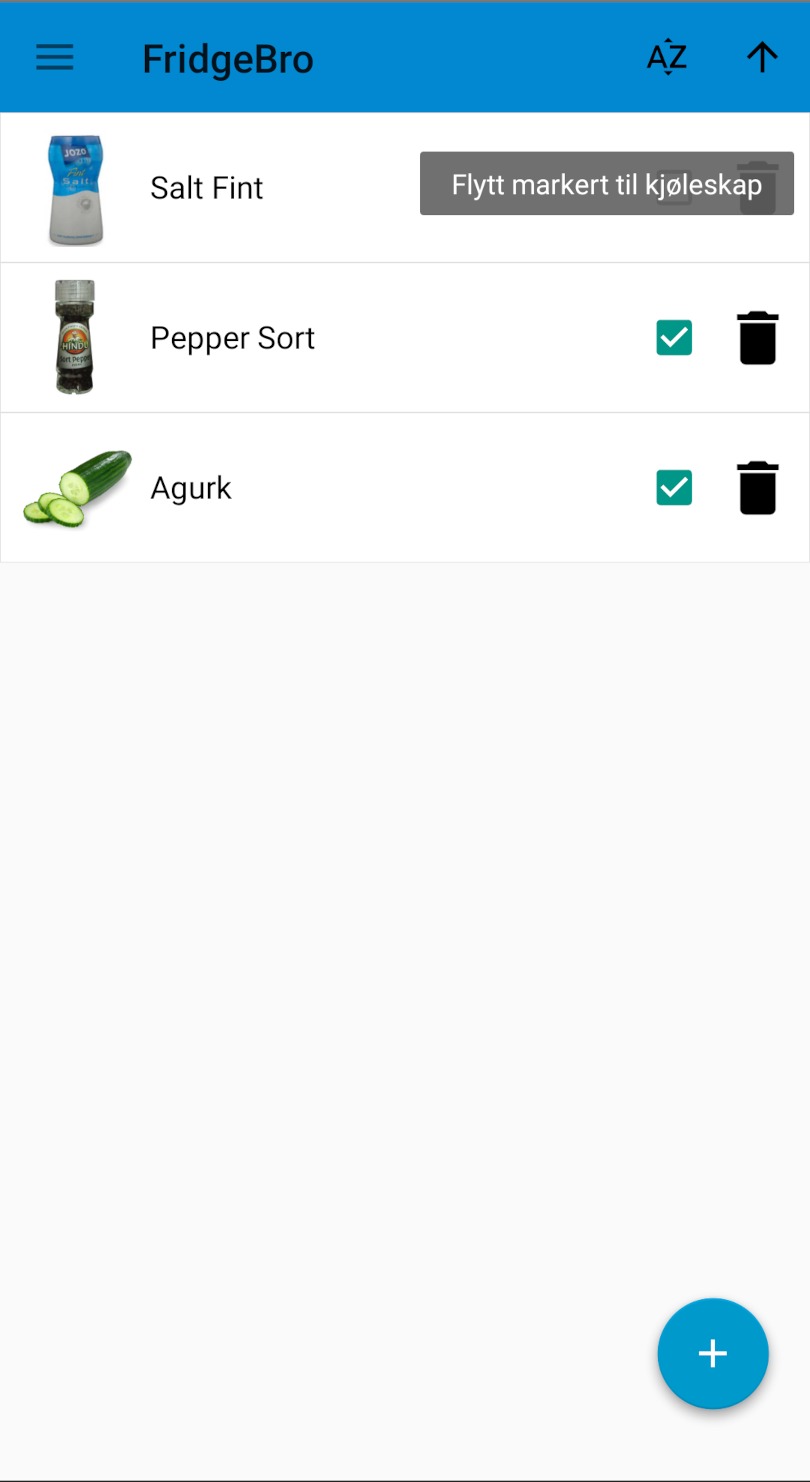 FridgeBro
AZ
JOZO
Fint
Salt
Salt Fint
Flytt markert til kjøleskap
HINDU
Sort Pepper
Pepper Sort
Agurk